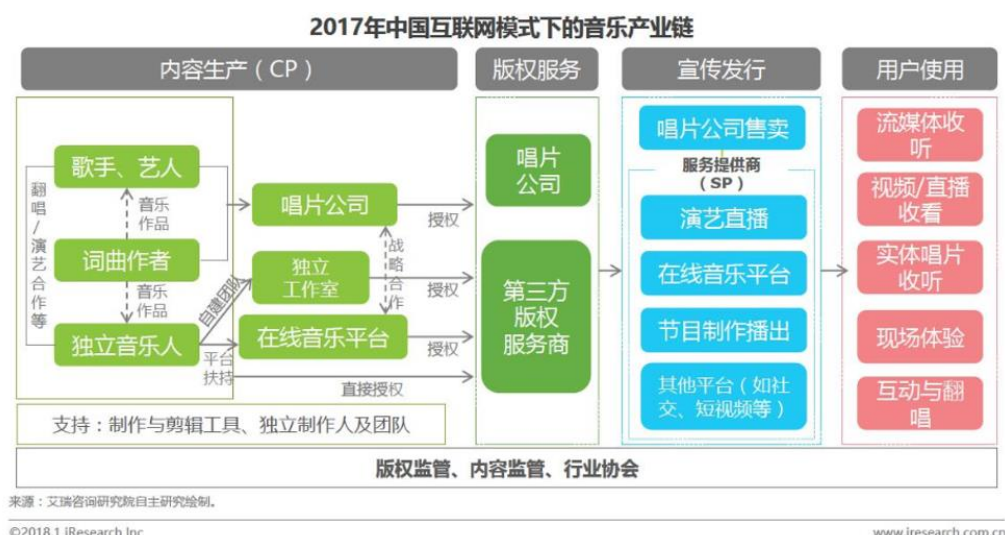 2017年中国互联网模式下的音乐产业链
内容生产（CP）
版权服务
宣传发行
用户使用
歌手、艺人
翻唱/演艺合作等
音乐
作品
词曲作者
音乐
作品
独立音乐人
自建团队
平台
扶持
唱片公司
独立
工作室
在线音乐平台
战略合作
授权
授权
授权
直接授权
支持：制作与剪辑工具、独立制作人及团队
唱片
公司
第三方
版权
服务商
唱片公司售卖
服务提供商
（SP）
演艺直播
在线音乐平台
节目制作播出
其他平台（如社
交、短视频等）
流媒体收
听
视频/直播
收看
实体唱片
收听
现场体验
互动与翻
唱
版权监管、内容监管、行业协会
来源：艾瑞咨询研究院自主研究绘制。
©2018.1 iResearch Inc
www.iresearch.com.cn